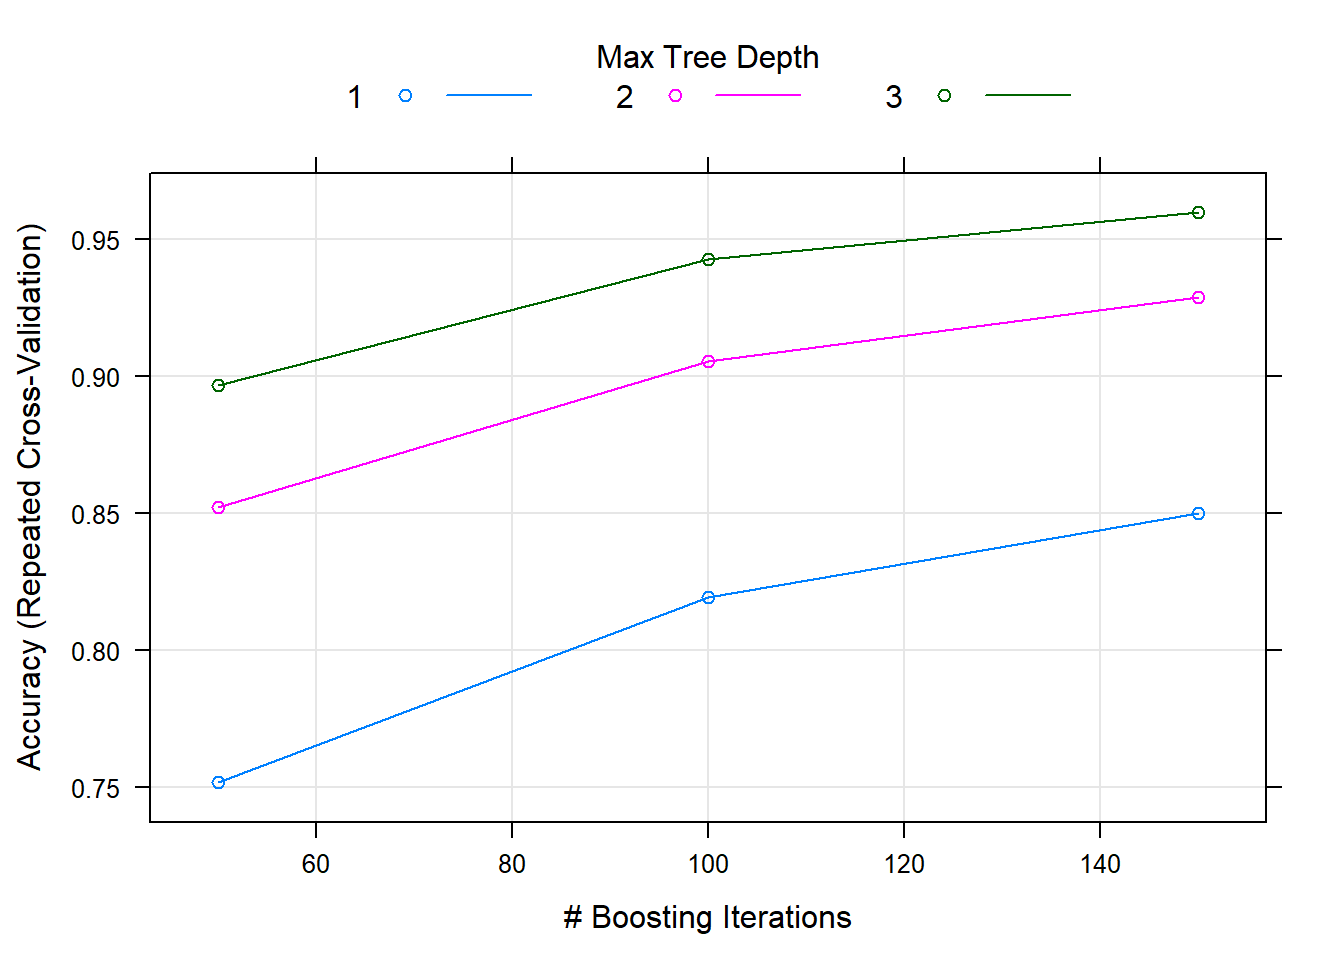 Max Tree Depth
1 2 3
0.95
0.90
0.85
0.80
0.75
Accuracy (Repeated Cross-Validation)
60 80 100 120 140
# Boosting Iterations